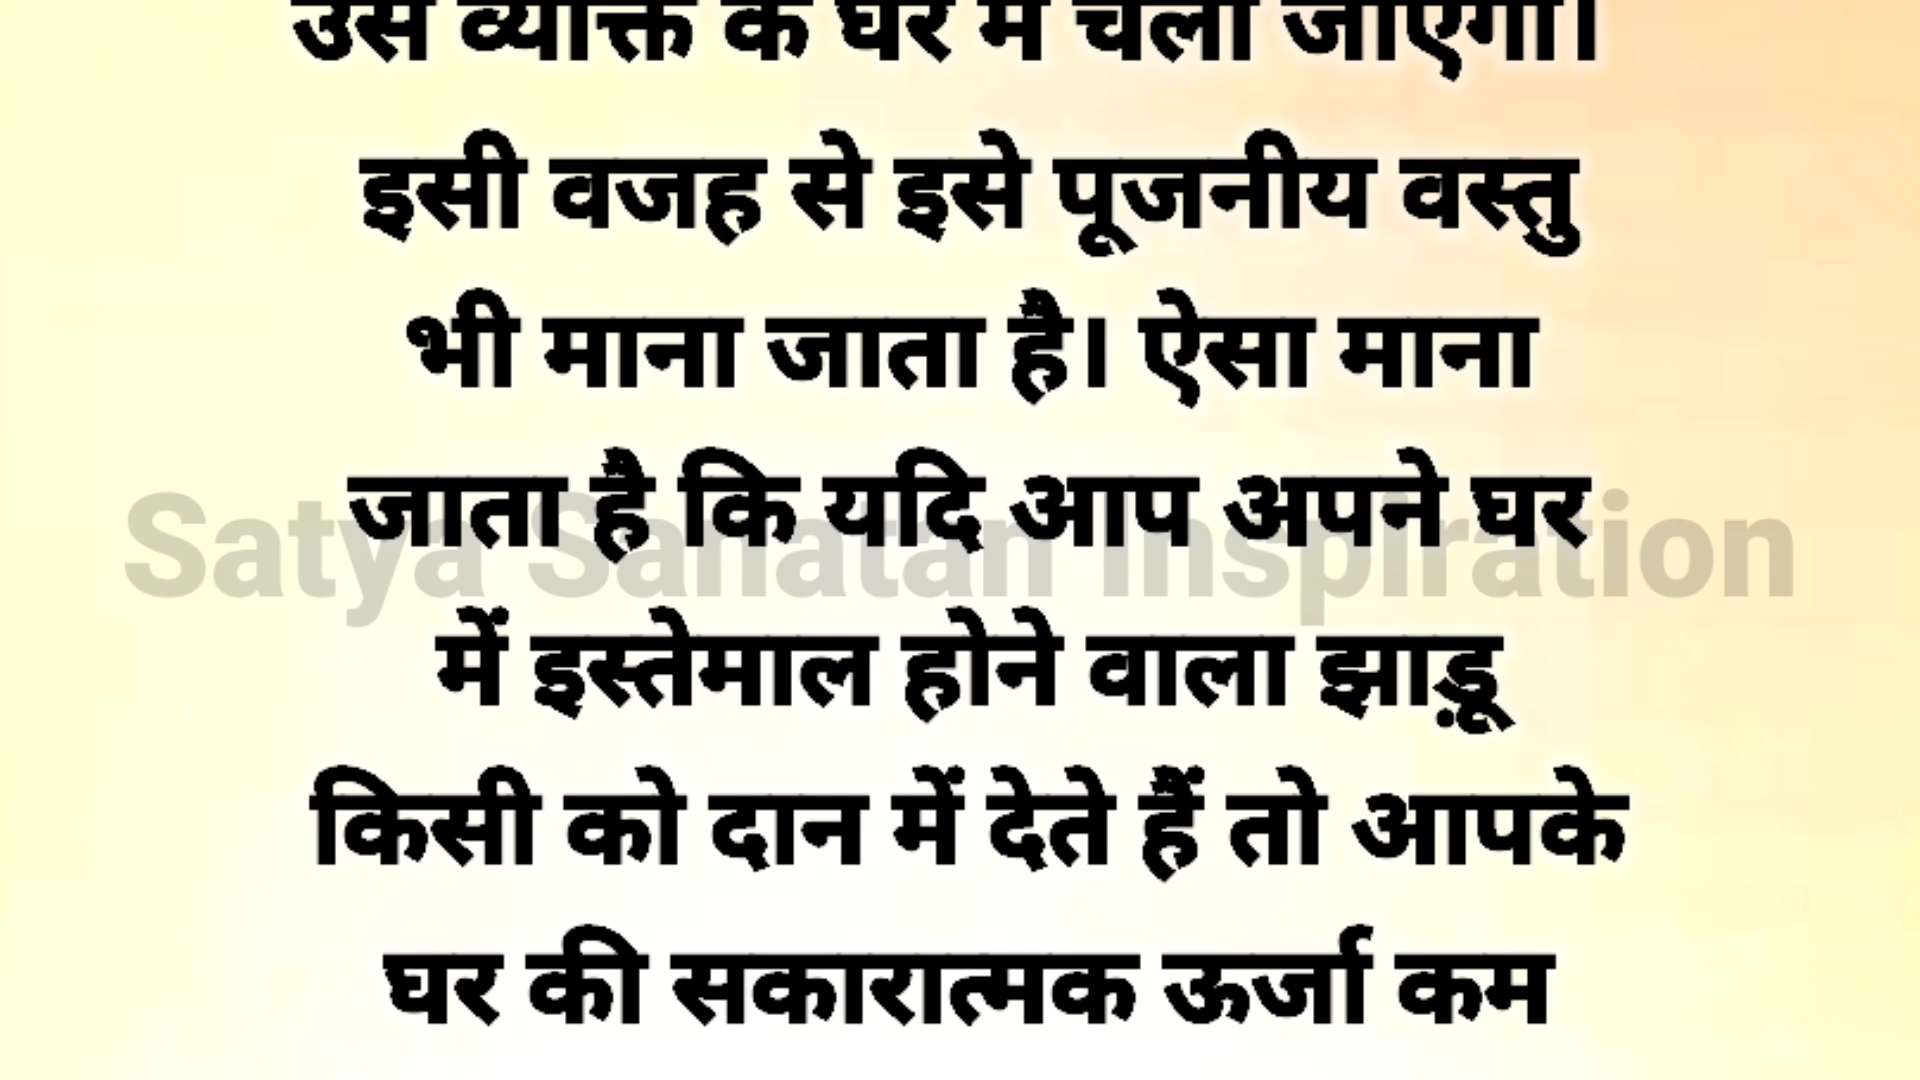 उस व्यक्ति के घर में चला जाएगा।
इसी वजह से इसे पूजनीय वस्तु
भी माना जाता है। ऐसा माना
जाता है कि यदि आप अपने घर
Satya Sanatan Inspiration
में इस्तेमाल होने वाला झाड़ू
किसी को दान में देते हैं तो आपके
घर की सकारात्मक ऊर्जा कम